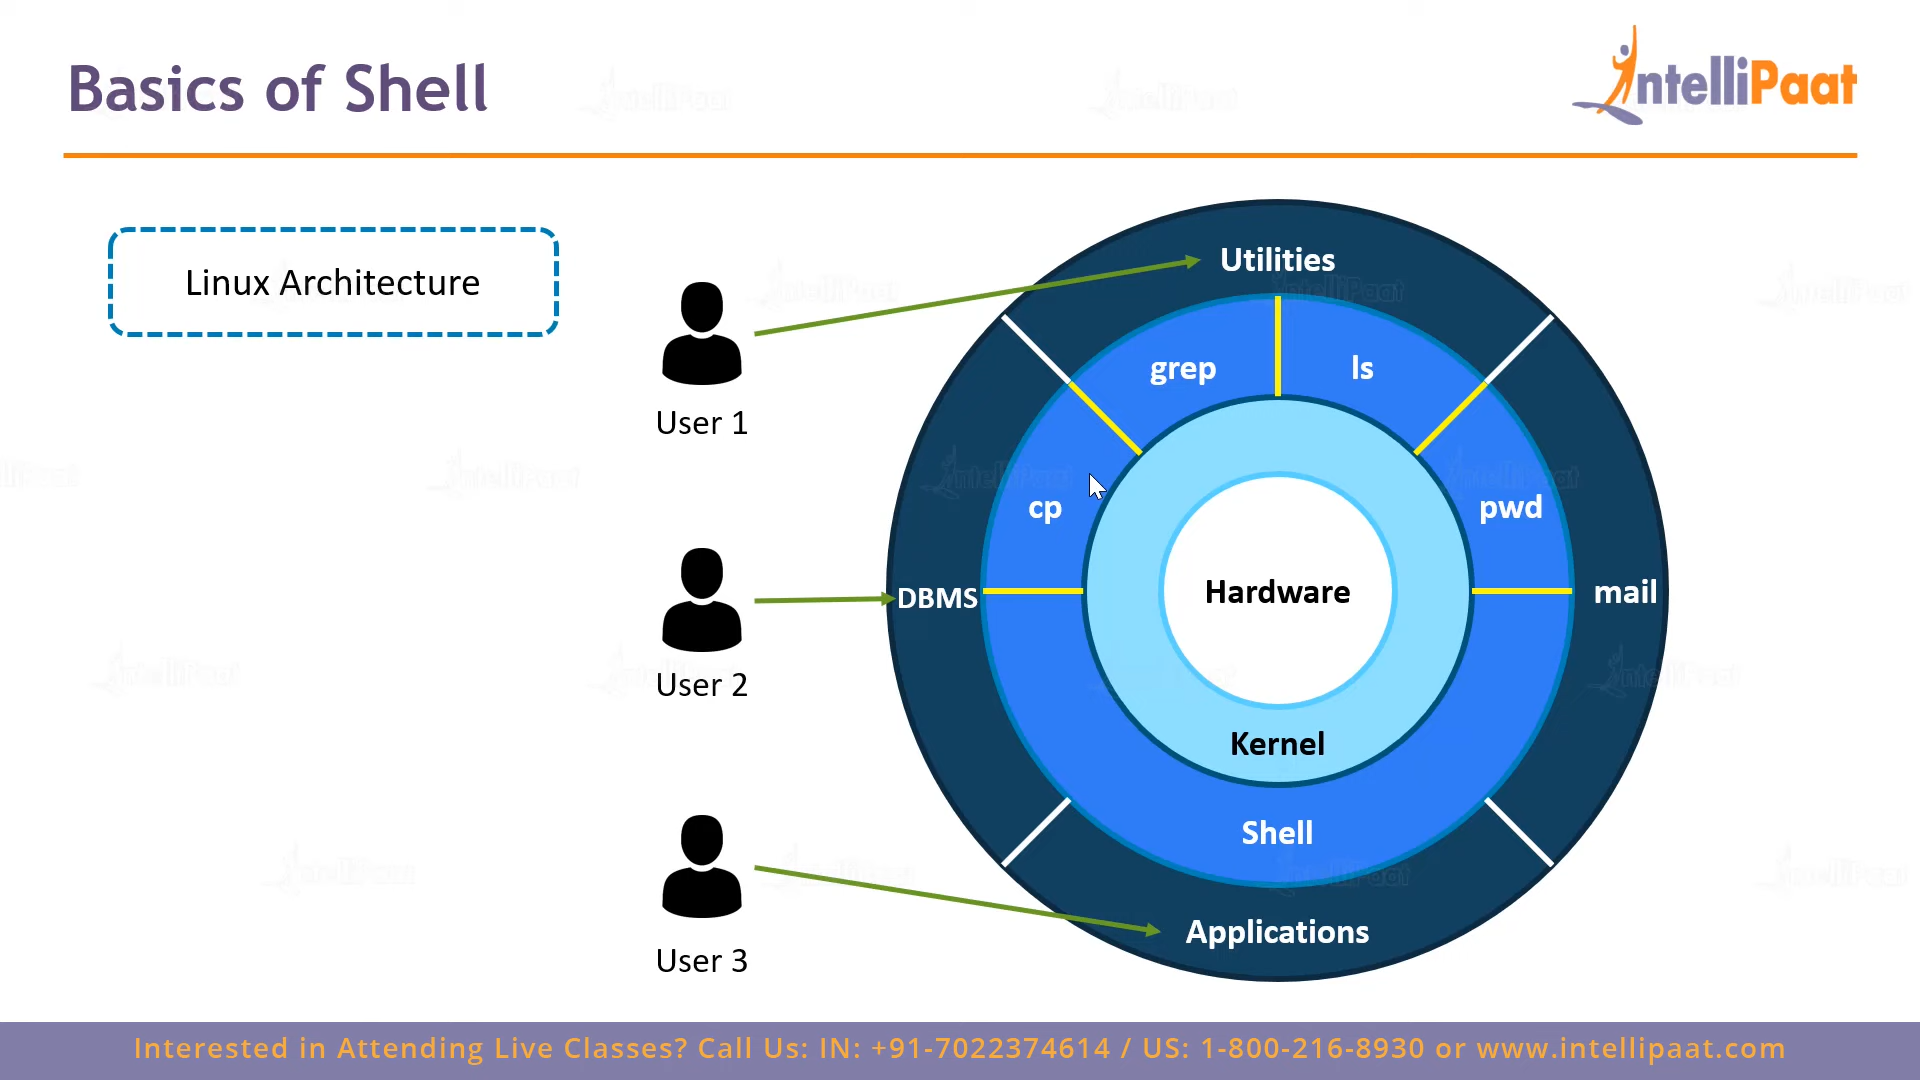 Basics of Shell
IntelliPaat
Linux Architecture
User 1
User 2
User 3
Utilities
grep
ls
cp
pwd
DBMS
Hardware
mail
Kernel
Shell
Applications
Interested in Attending Live Classes? Call Us: IN: +91-7022374614 / US: 1-800-216-8930 or www.intellipaat.com